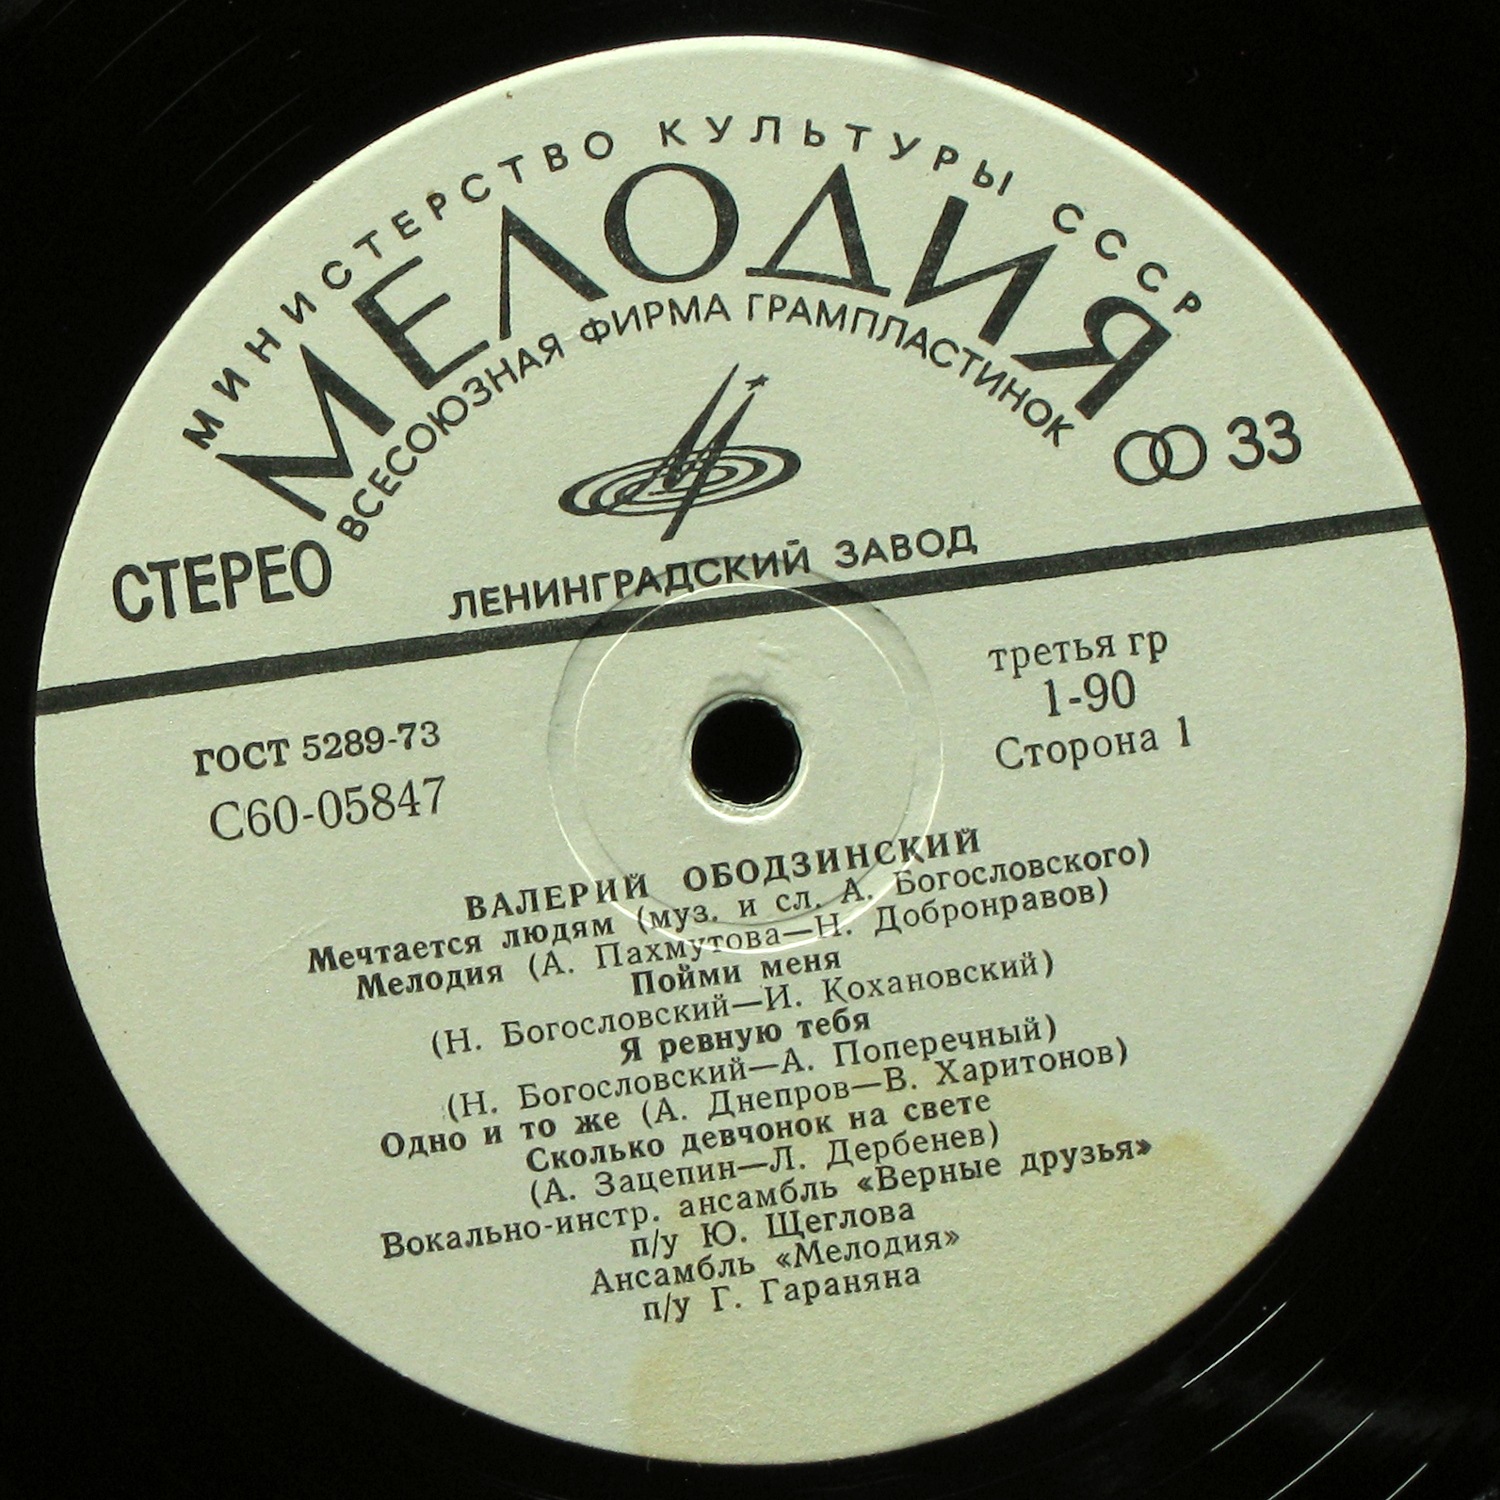 МИНИСТЕРСТВО КУЛЬТУРЫ СССР
МЕЛОДИЯ
ВСЕСОЮЗНАЯ ФИРМА ГРАМПЛАСТИНОК
33
СТЕРЕО
ЛЕНИНГРАДСКИЙ ЗАВОД
ГОСТ 5289-73
С60-05847
третья гр
1-90
Сторона 1
ВАЛЕРИЙ ОБОДЗИНСКИЙ
Мечтается людям (муз. и сл. А. Богословского)
Мелодия (А. Пахмутова—Н. Добронравов)
Пойми меня
(Н. Богословский—И. Кохановский)
Я ревную тебя
(Н. Богословский—А. Поперечный)
Одно и то же (А. Днепров—В. Харитонов)
Сколько девчонок на свете
(А. Зацепин—Л. Дербенев)
Вокально-инстр. ансамбль «Верные друзья»
п/у Ю. Щеглова
Ансамбль «Мелодия»
п/у Г. Гараняна